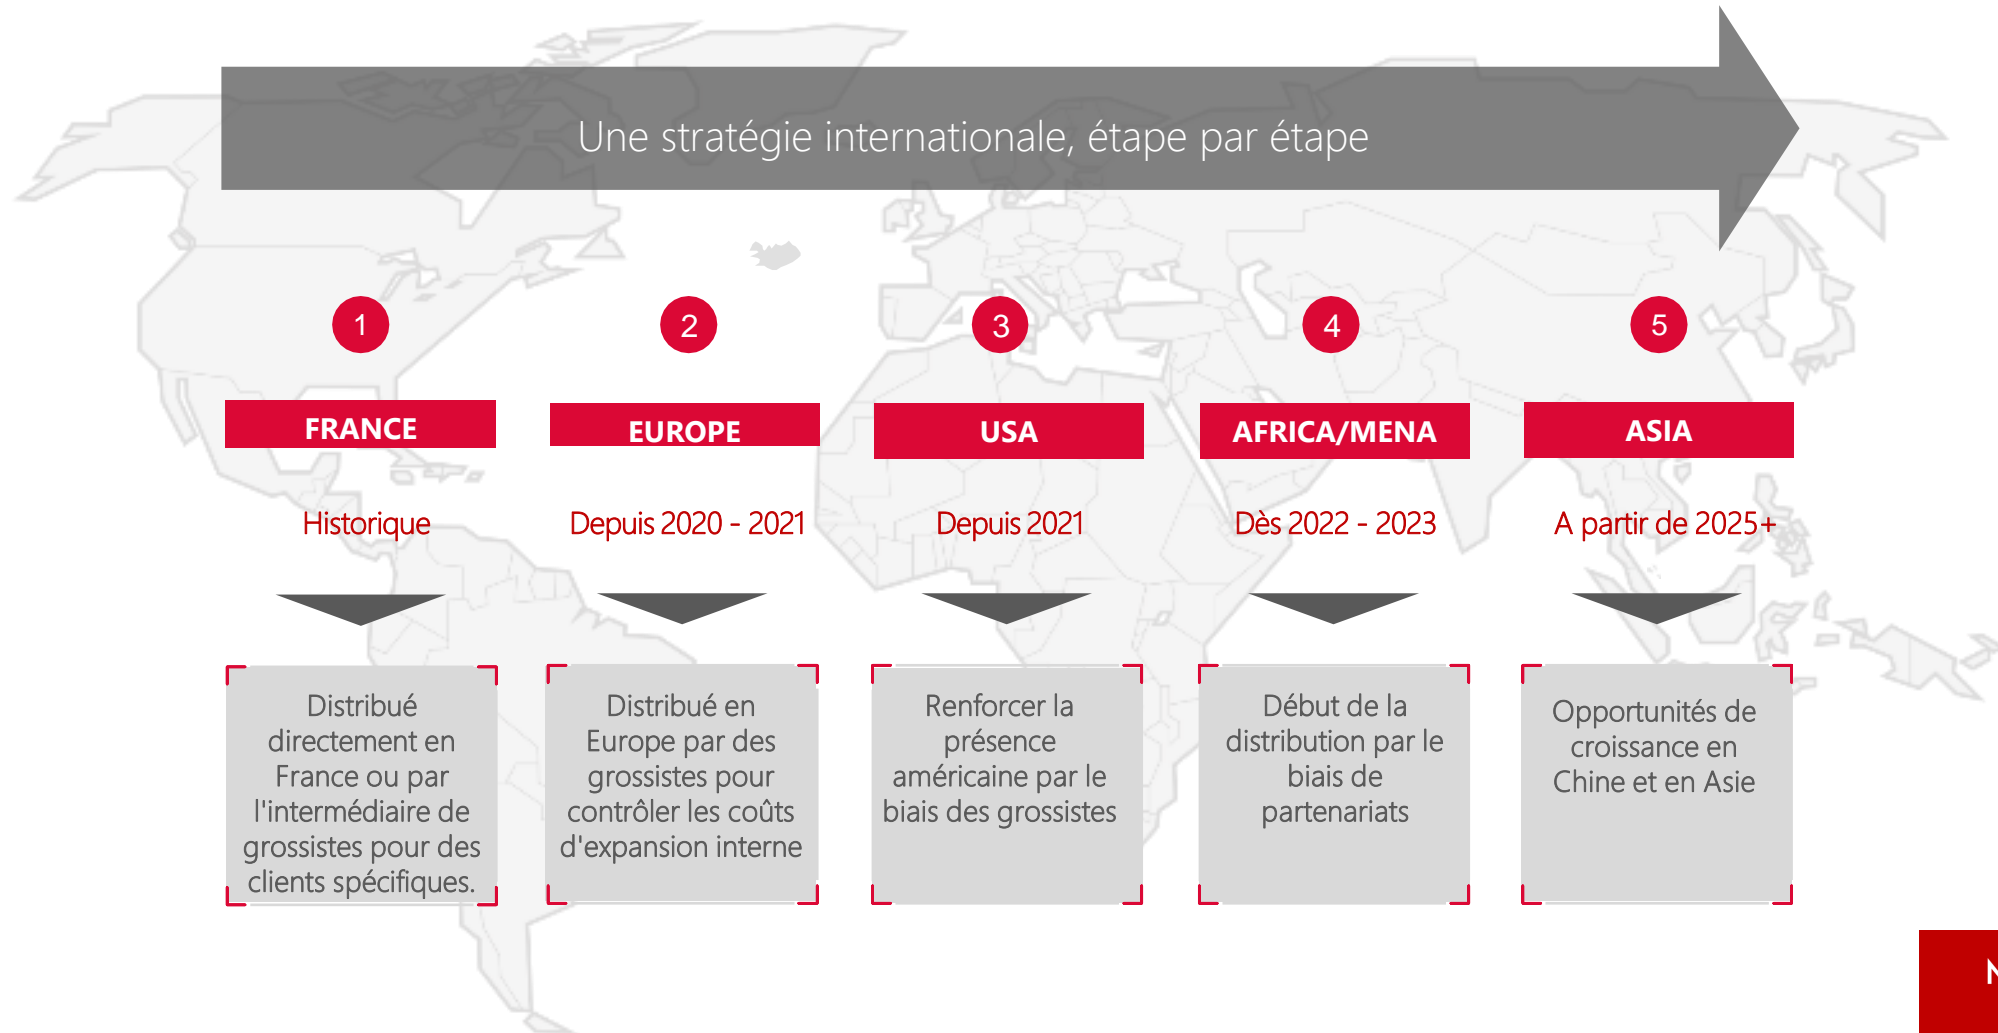 Une stratégie internationale, étape par étape
1
2
3
4
5
FRANCE
EUROPE
USA
AFRICA/MENA
ASIA
Historique
Depuis 2020 - 2021
Depuis 2021
Dès 2022 - 2023
A partir de 2025+
Distribué
directement en
France ou par
l'intermédiaire de
grossistes pour des
clients spécifiques.
Distribué en
Europe par des
grossistes pour
contrôler les coûts
d'expansion interne
Renforcer la
présence
américaine par le
biais des grossistes
Début de la
distribution par le
biais de
partenariats
Opportunités de
croissance en
Chine et en Asie